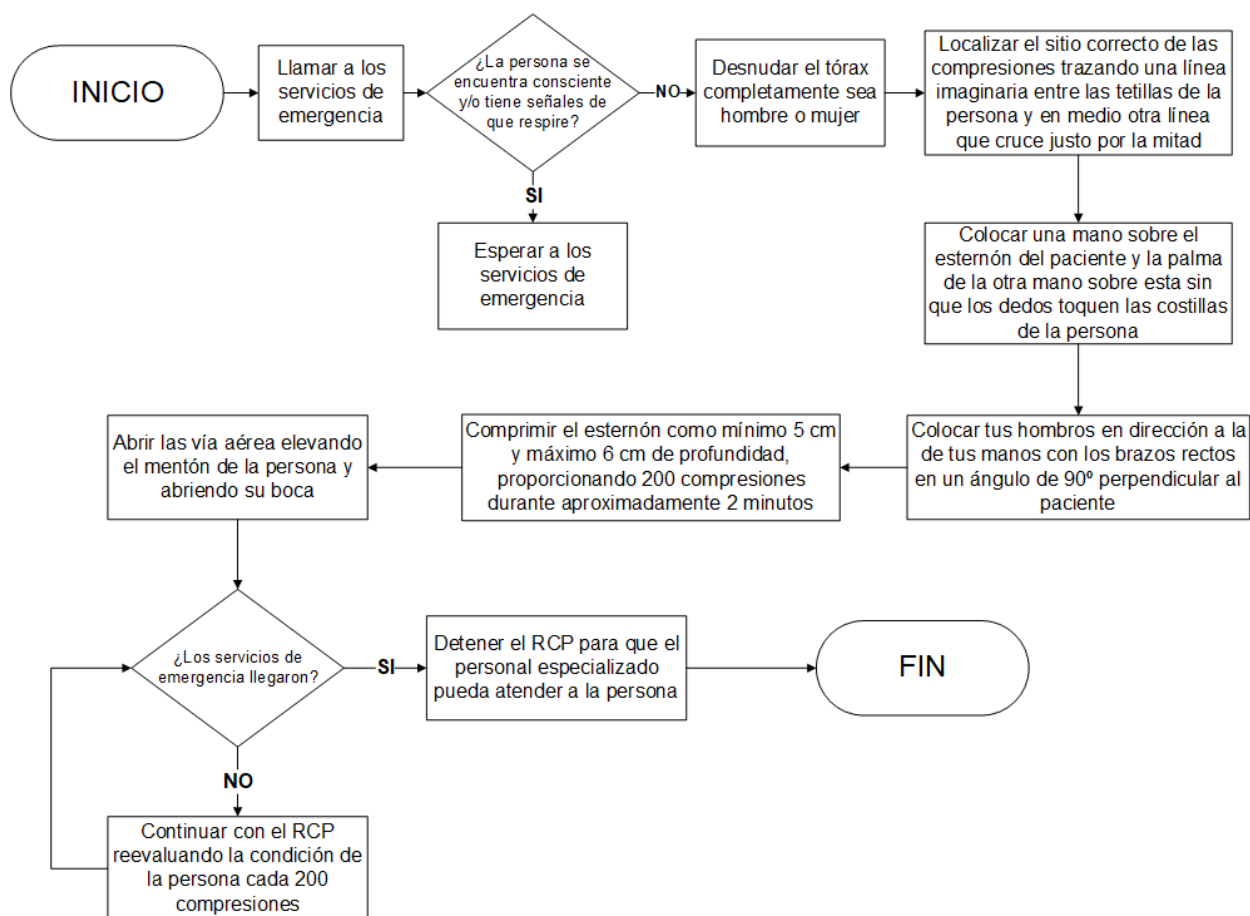 INICIO
Llamar a los
servicios de
emergencia
¿La persona se
encuentra consciente
y/o tiene señales de
que respire?
NO
Desnudar el tórax
completamente sea
hombre o mujer
Localizar el sitio correcto de las
compresiones trazando una línea
imaginaria entre las tetillas de la
persona y en medio otra línea
que cruce justo por la mitad
SI
Esperar a los
servicios de
emergencia
Colocar una mano sobre el
esternón del paciente y la palma
de la otra mano sobre esta sin
que los dedos toquen las costillas
de la persona
Colocar tus hombros en dirección a la
de tus manos con los brazos rectos
en un ángulo de 90º perpendicular al
paciente
Comprimir el esternón como mínimo 5 cm
y máximo 6 cm de profundidad,
proporcionando 200 compresiones
durante aproximadamente 2 minutos
Abrir las vía aérea elevando
el mentón de la persona y
abriendo su boca
¿Los servicios de
emergencia llegaron?
SI
Detener el RCP para que el
personal especializado
pueda atender a la persona
FIN
NO
Continuar con el RCP
reevaluando la condición de
la persona cada 200
compresiones